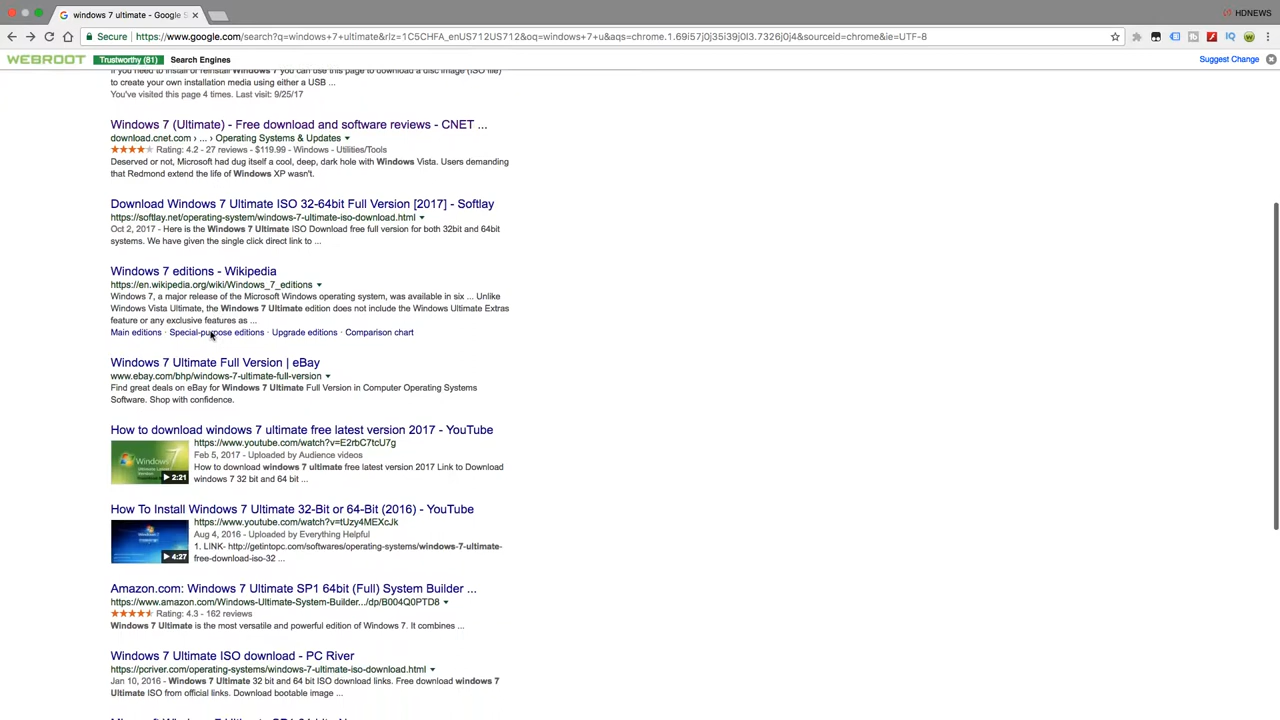 windows 7 ultimate - Google S
HDNEWS
Secure https://www.google.com/search?q=windows+7+ultimate&rlz=1C5CHFA_enUS712US712&oq=windows+7+u&aqs=chrome.1.69i57j0j35i39j0l3.7326j0j4&sourceid=chrome&ie=UTF-8
WEBROOT Trustworthy (81) Search Engines Suggest Change
If you need to install or reinstall Windows 7 you can use this page to download a disc image (ISO file)
to create your own installation media using either a USB ...
You've visited this page 4 times. Last visit: 9/25/17
Windows 7 (Ultimate) - Free download and software reviews - CNET ...
download.cnet.com › ... › Operating Systems & Updates
Rating: 4.2 - 27 reviews - $119.99 - Windows - Utilities/Tools
Deserved or not, Microsoft had dug itself a cool, deep, dark hole with Windows Vista. Users demanding
that Redmond extend the life of Windows XP wasn't.
Download Windows 7 Ultimate ISO 32-64bit Full Version [2017] - Softlay
https://softlay.net/operating-system/windows-7-ultimate-iso-download.html
Oct 2, 2017 - Here is the Windows 7 Ultimate ISO Download free full version for both 32bit and 64bit
systems. We have given the single click direct link to ...
Windows 7 editions - Wikipedia
https://en.wikipedia.org/wiki/Windows_7_editions
Windows 7, a major release of the Microsoft Windows operating system, was available in six ... Unlike
Windows Vista Ultimate, the Windows 7 Ultimate edition does not include the Windows Ultimate Extras
feature or any exclusive features as ...
Main editions · Special-purpose editions · Upgrade editions · Comparison chart
Windows 7 Ultimate Full Version | eBay
www.ebay.com/bhp/windows-7-ultimate-full-version
Find great deals on eBay for Windows 7 Ultimate Full Version in Computer Operating Systems
Software. Shop with confidence.
How to download windows 7 ultimate free latest version 2017 - YouTube
https://www.youtube.com/watch?v=E2rbC7tcU7g
Feb 5, 2017 - Uploaded by Audience videos
How to download windows 7 ultimate free latest version 2017 Link to Download
windows 7 32 bit and 64 bit ...
2:21
How To Install Windows 7 Ultimate 32-Bit or 64-Bit (2016) - YouTube
https://www.youtube.com/watch?v=tUzy4MEXcJk
Aug 4, 2016 - Uploaded by Everything Helpful
1. LINK- http://getintopc.com/softwares/operating-systems/windows-7-ultimate-
free-download-iso-32 ...
4:27
Amazon.com: Windows 7 Ultimate SP1 64bit (Full) System Builder ...
https://www.amazon.com/Windows-Ultimate-System-Builder.../dp/B004Q0PTD8
Rating: 4.3 - 162 reviews
Windows 7 Ultimate is the most versatile and powerful edition of Windows 7. It combines ...
Windows 7 Ultimate ISO download - PC River
https://pcriver.com/operating-systems/windows-7-ultimate-iso-download.html
Jan 10, 2016 - Windows 7 Ultimate 32 bit and 64 bit ISO download links. Free download windows 7
Ultimate ISO from official links. Download bootable image ...